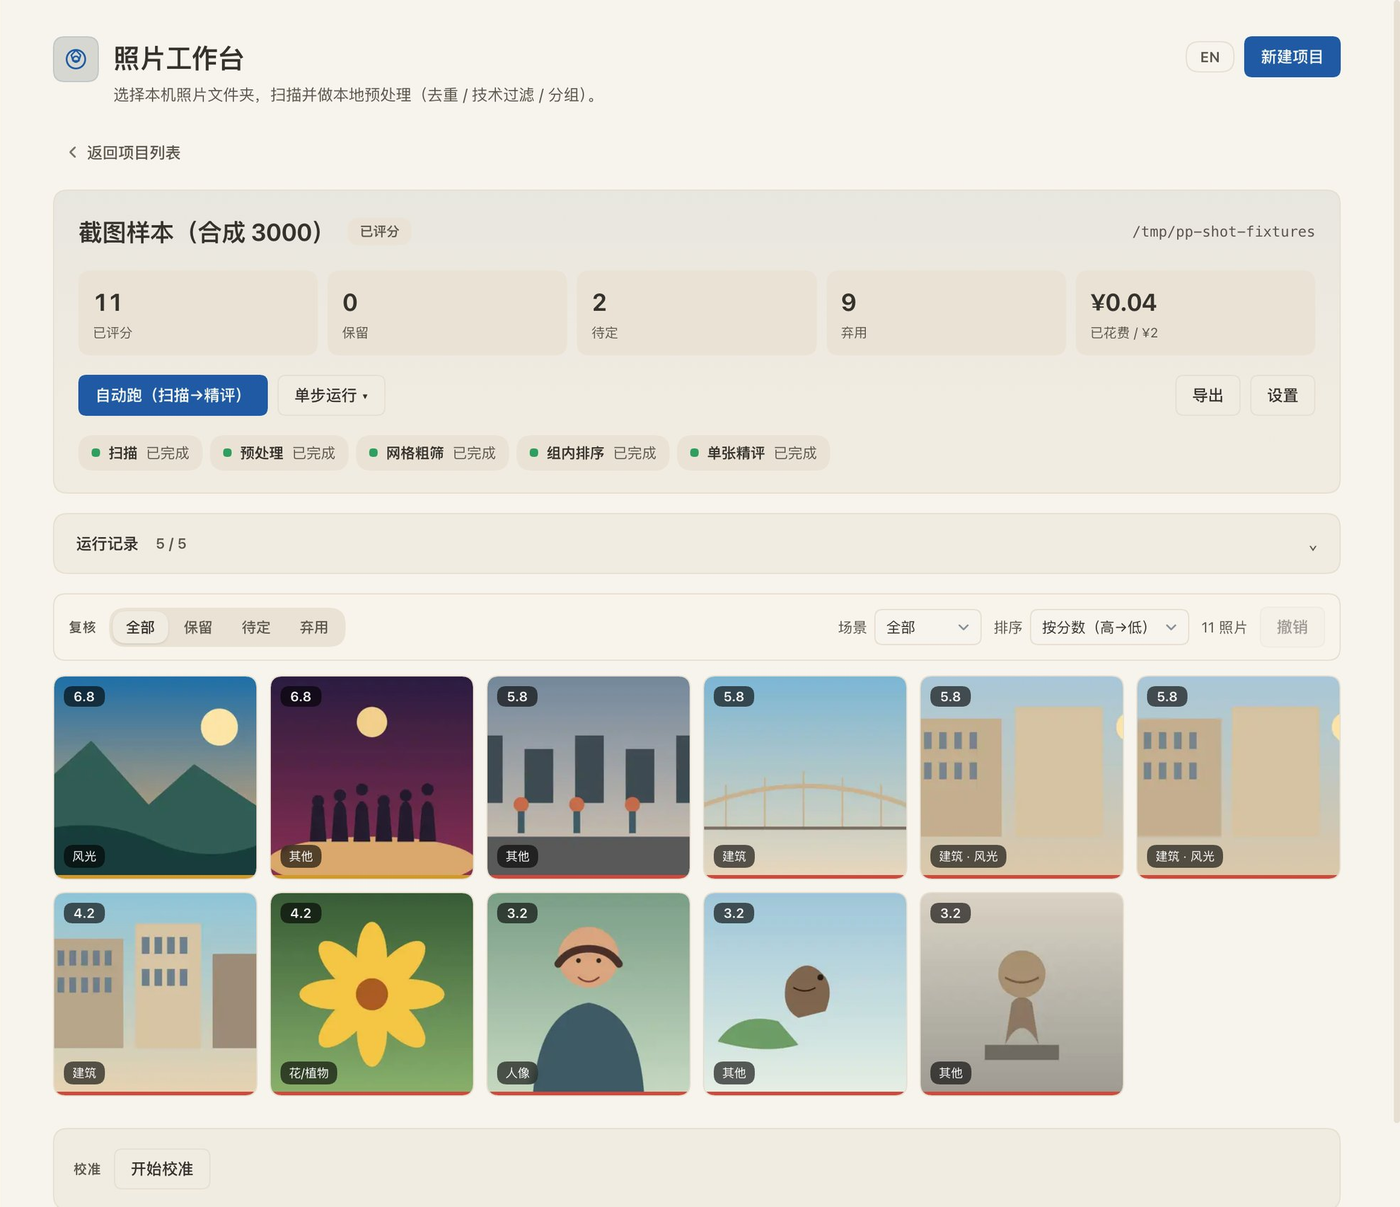 照片工作台
选择本机照片文件夹，扫描并做本地预处理（去重 / 技术过滤 / 分组）。
EN
新建项目
返回项目列表
截图样本（合成 3000）
已评分
/tmp/pp-shot-fixtures
11
已评分
0
保留
2
待定
9
弃用
¥0.04
已花费 / ¥2
自动跑（扫描→精评）
单步运行
导出
设置
扫描 已完成
预处理 已完成
网格粗筛 已完成
组内排序 已完成
单张精评 已完成
运行记录 5 / 5
复核 全部 保留 待定 弃用
场景 全部
排序 按分数（高→低）
11 照片
撤销
6.8
风光
6.8
其他
5.8
其他
5.8
建筑
5.8
建筑 · 风光
5.8
建筑 · 风光
4.2
建筑
4.2
花/植物
3.2
人像
3.2
其他
3.2
其他
校准
开始校准